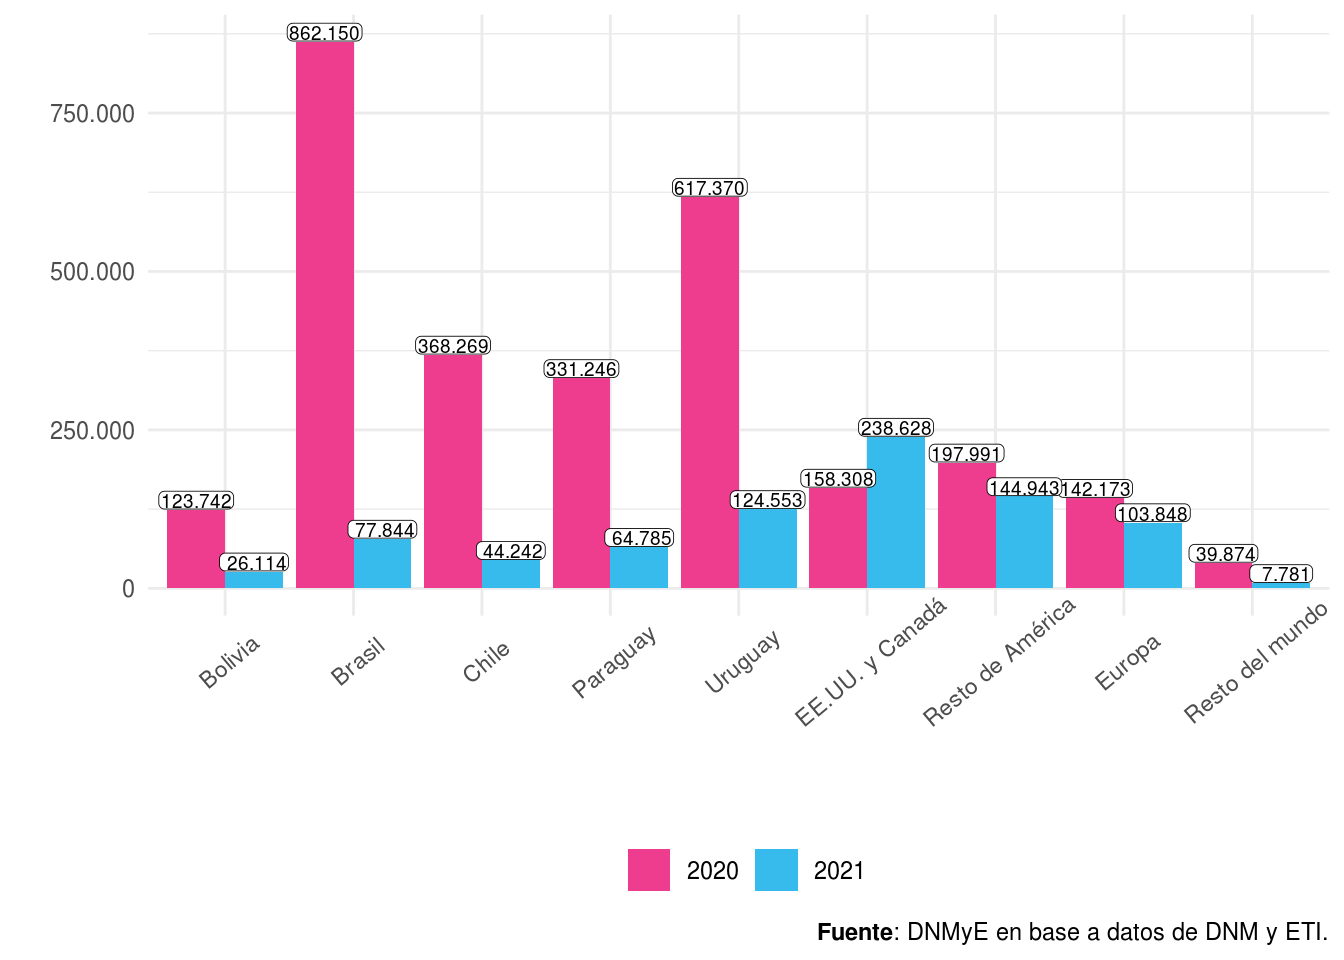 750.000
500.000
250.000
0
123.742
26.114
862.150
77.844
368.269
44.242
331.246
64.785
617.370
124.553
158.308
238.628
197.991
144.943
142.173
103.848
39.874
7.781
Bolivia
Brasil
Chile
Paraguay
Uruguay
EE.UU. y Canadá
Resto de América
Europa
Resto del mundo
2020
2021
Fuente: DNMyE en base a datos de DNM y ETI.